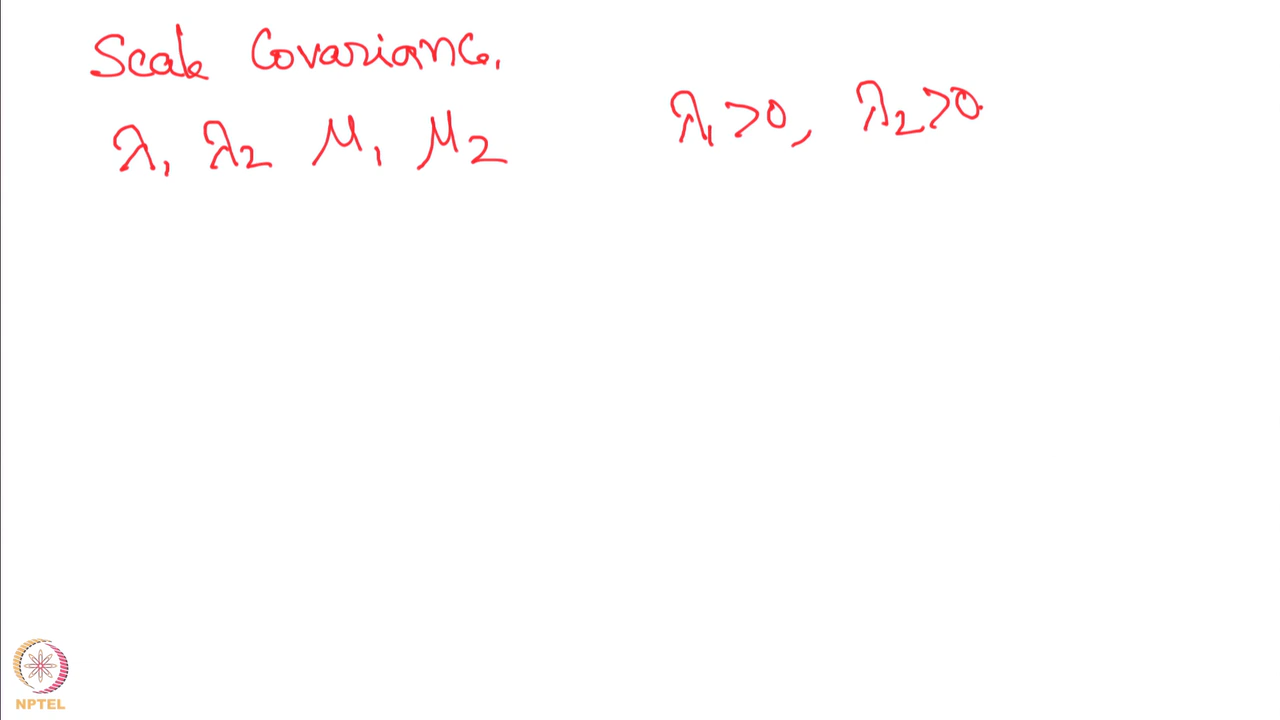 Scale Covariance.
λ₁ λ₂ μ₁ μ₂
λ₁ >0, λ₂ >0
NPTEL